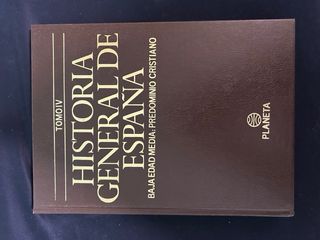 TOMO IV
HISTORIA
GENERAL DE
ESPAÑA
BAJA EDAD MEDIA: PREDOMINIO CRISTIANO
PLANETA